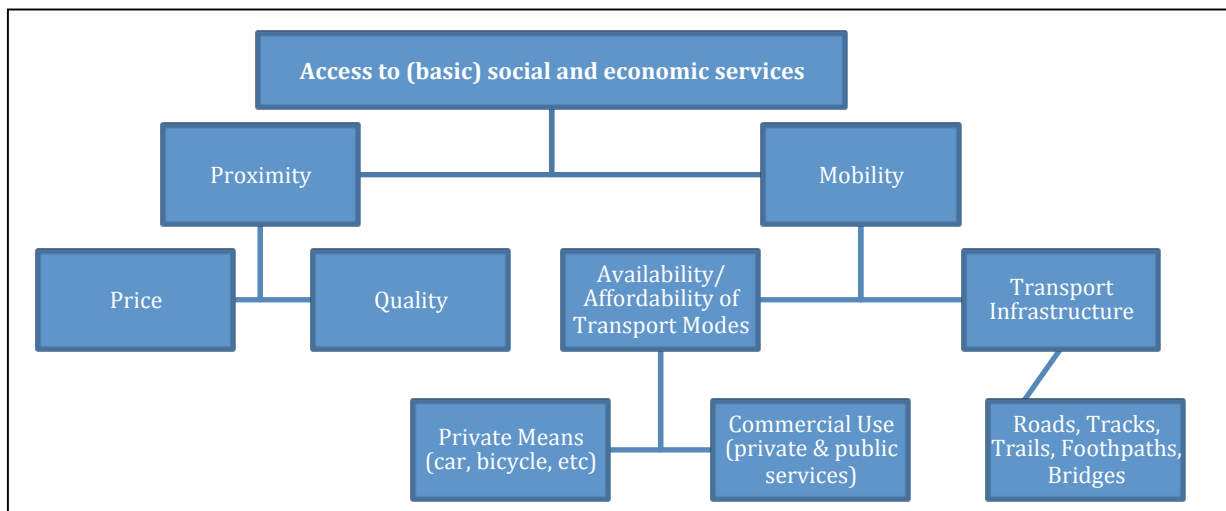 Access to (basic) social and economic services
Proximity
Mobility
Price
Quality
Availability/
Affordability of
Transport Modes
Transport
Infrastructure
Private Means
(car, bicycle, etc)
Commercial Use
(private & public
services)
Roads, Tracks,
Trails, Foothpaths,
Bridges